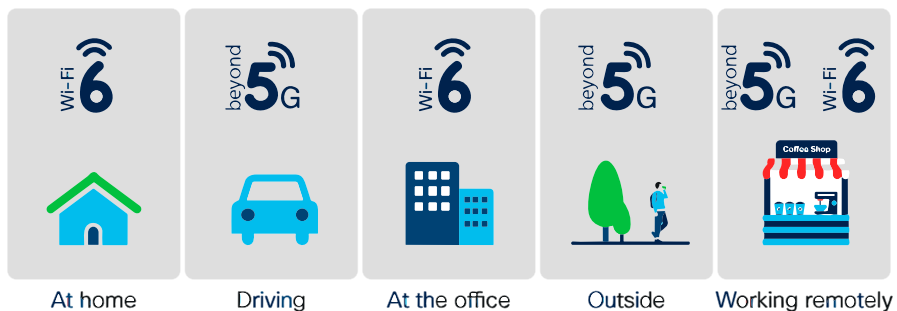 Wi-Fi 6
beyond 5G
Wi-Fi 6
beyond 5G
beyond 5G
Wi-Fi 6
Coffee Shop
At home
Driving
At the office
Outside
Working remotely